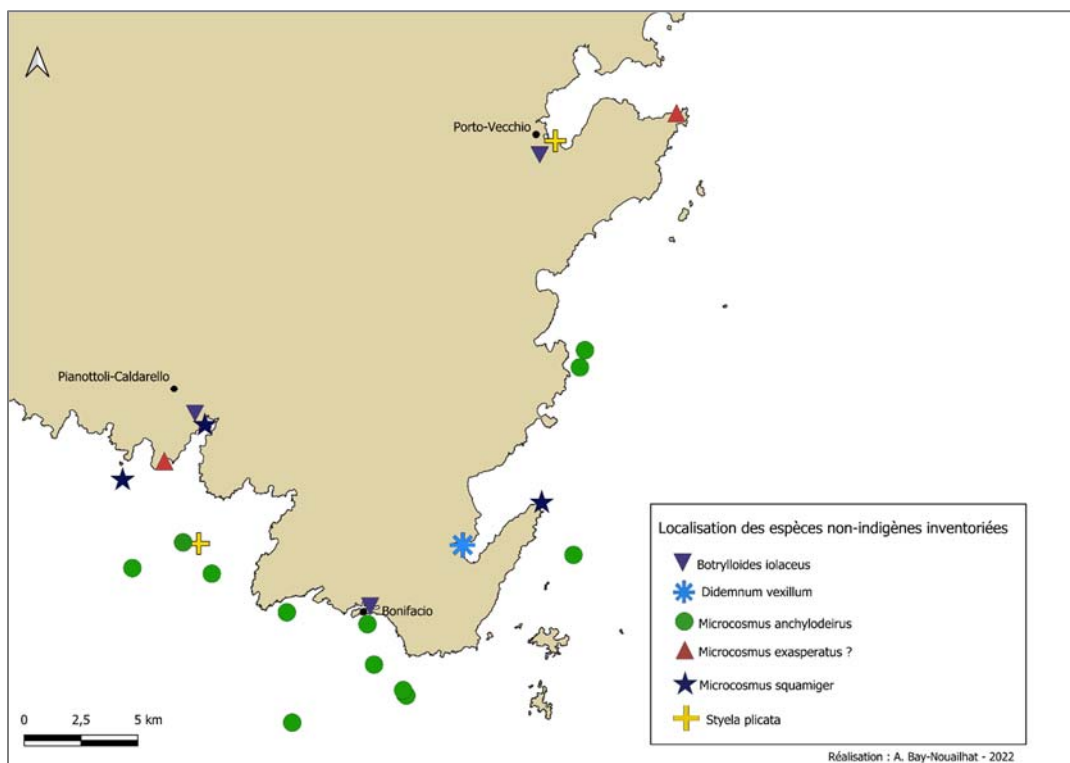 Porto-Vecchio
Pianottoli-Caldarello
Bonifacio
Localisation des espèces non-indigènes inventoriées
Botrylloides iolaceus
Didemnum vexillum
Microcosmus anchylodeirus
Microcosmus exasperatus ?
Microcosmus squamiger
Styela plicata
0 2,5 5 km
Réalisation : A. Bay-Nouailhat - 2022